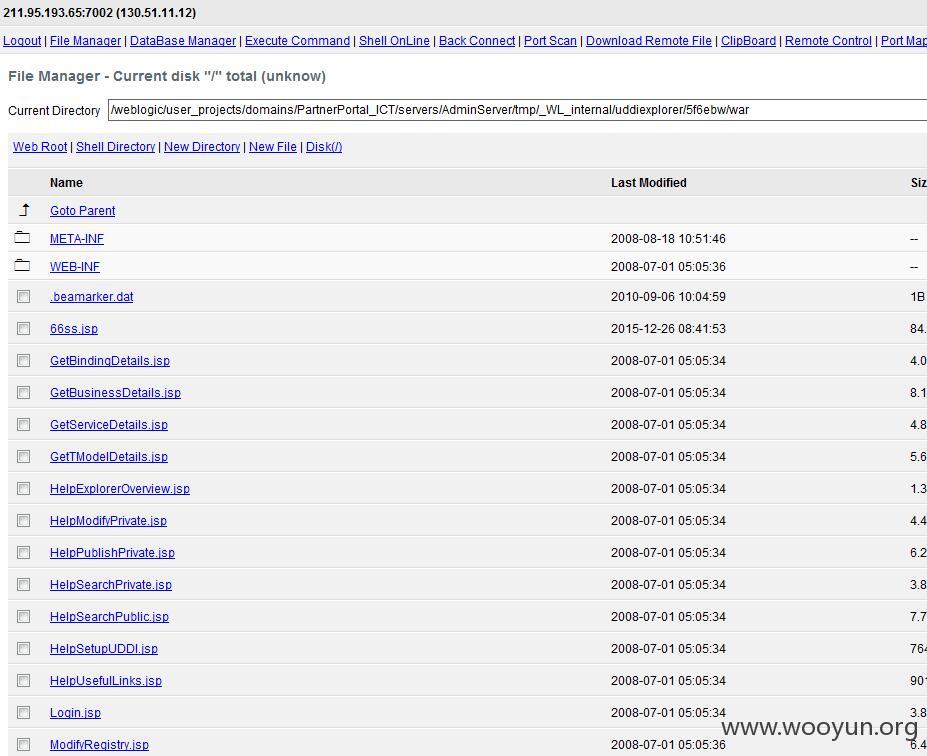 211.95.193.65:7002 (130.51.11.12)
Logout | File Manager | DataBase Manager | Execute Command | Shell OnLine | Back Connect | Port Scan | Download Remote File | ClipBoard | Remote Control | Port Map
File Manager - Current disk "/" total (unknow)
Current Directory /weblogic/user_projects/domains/PartnerPortal_ICT/servers/AdminServer/tmp/_WL_internal/uddiexplorer/5f6ebw/war
Web Root | Shell Directory | New Directory | New File | Disk(/)
Name Last Modified Siz
Goto Parent
META-INF 2008-08-18 10:51:46 --
WEB-INF 2008-07-01 05:05:36 --
.beamarker.dat 2010-09-06 10:04:59 1B
66ss.jsp 2015-12-26 08:41:53 84.
GetBindingDetails.jsp 2008-07-01 05:05:34 4.0
GetBusinessDetails.jsp 2008-07-01 05:05:34 8.1
GetServiceDetails.jsp 2008-07-01 05:05:34 4.8
GetTModelDetails.jsp 2008-07-01 05:05:34 5.6
HelpExplorerOverview.jsp 2008-07-01 05:05:34 1.3
HelpModifyPrivate.jsp 2008-07-01 05:05:34 4.4
HelpPublishPrivate.jsp 2008-07-01 05:05:34 6.2
HelpSearchPrivate.jsp 2008-07-01 05:05:34 3.8
HelpSearchPublic.jsp 2008-07-01 05:05:34 7.7
HelpSetupUDDI.jsp 2008-07-01 05:05:34 764
HelpUsefulLinks.jsp 2008-07-01 05:05:34 901
Login.jsp 2008-07-01 05:05:34 3.8
www.wooyun.org
ModifyRegistry.jsp 2008-07-01 05:05:36 6.4